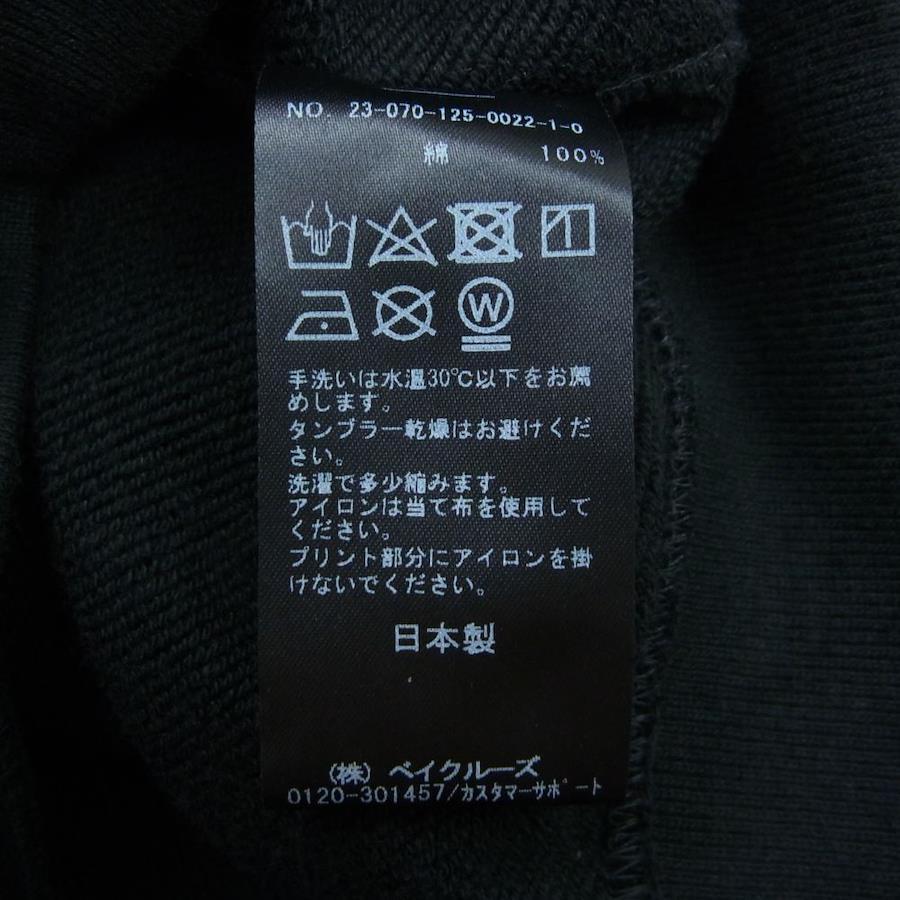 NO. 23-070-125-0022-1-o
綿 100%
W
手洗いは水温30℃以下をお薦
めします。
タンブラー乾燥はお避けくだ
さい。
洗濯で多少縮みます。
アイロンは当て布を使用して
ください。
プリント部分にアイロンを掛
けないでください。
日本製
(株) ベイクルーズ
0120-301457/カスタマーサポート